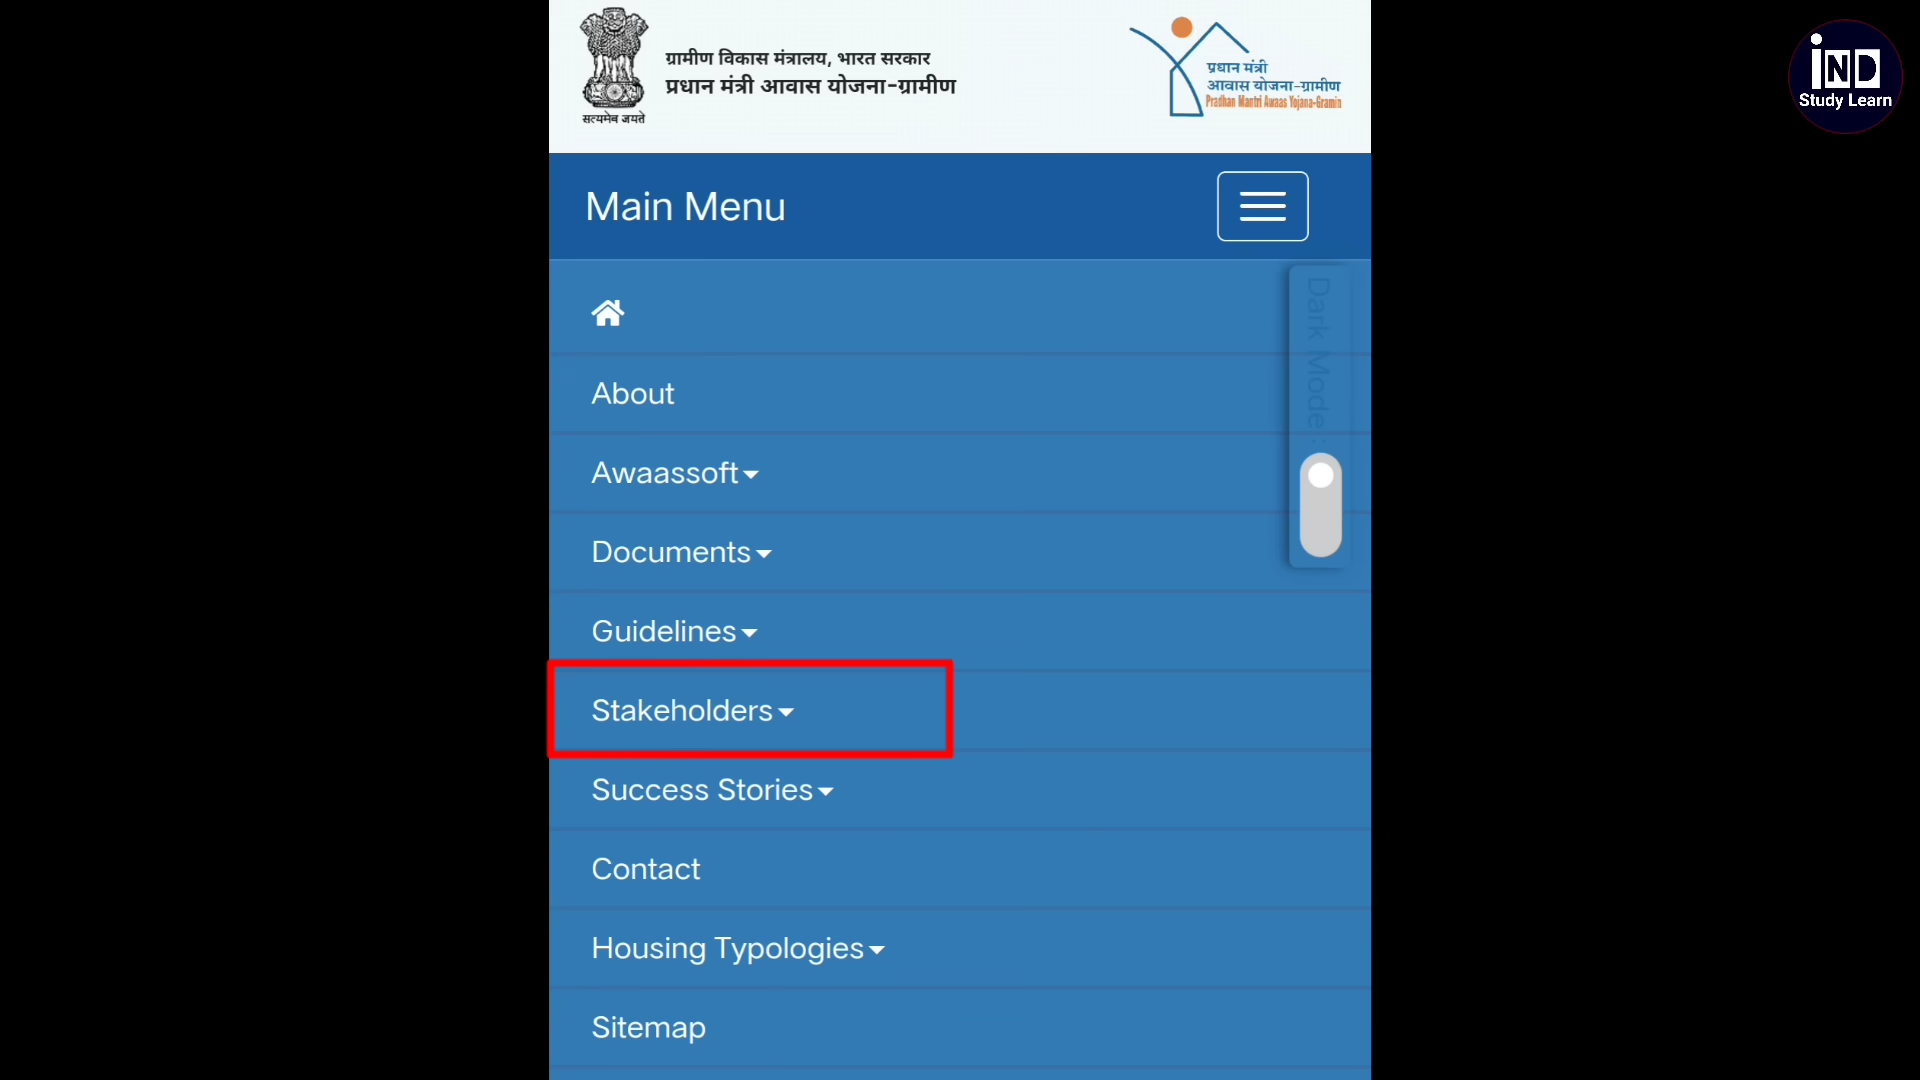 ग्रामीण विकास मंत्रालय, भारत सरकार
प्रधान मंत्री आवास योजना-ग्रामीण
सत्यमेव जयते
प्रधान मंत्री
आवास योजना-ग्रामीण
Pradhan Mantri Awaas Yojana-Gramin
iND
Study Learn
Main Menu
Dark Mode :
About
Awaassoft
Documents
Guidelines
Stakeholders
Success Stories
Contact
Housing Typologies
Sitemap